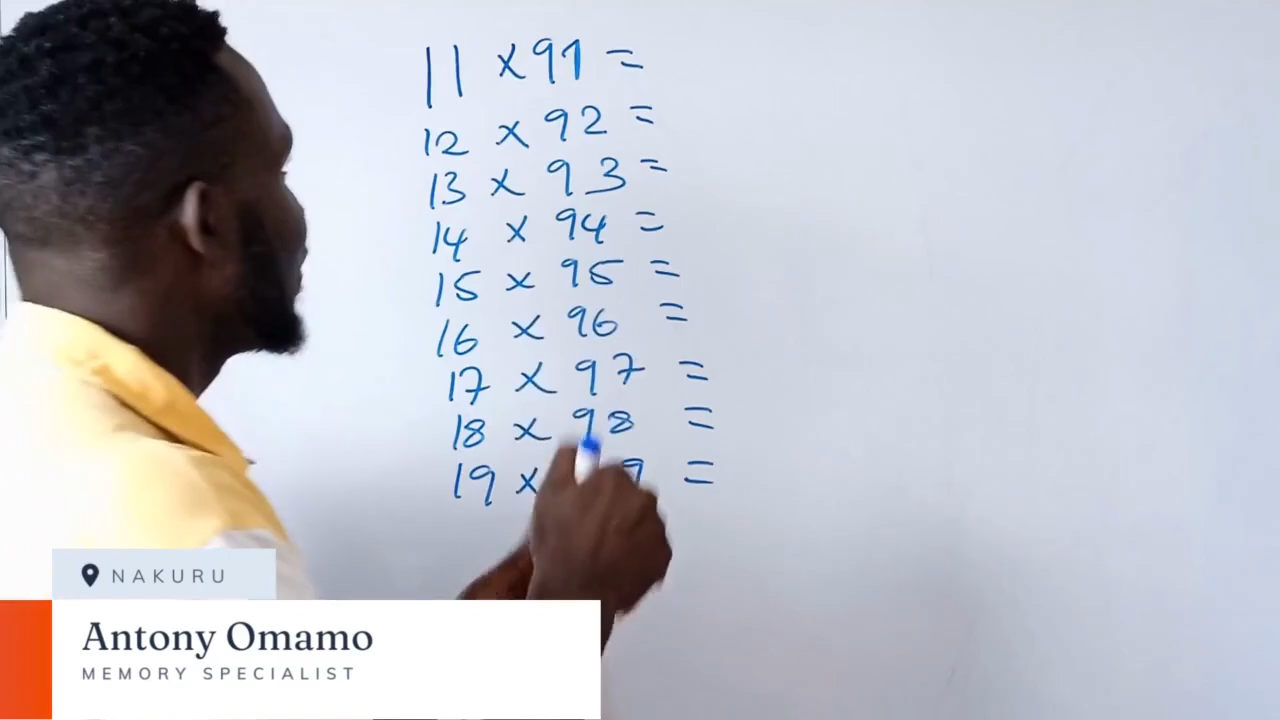 11 × 91 =
12 × 92 =
13 × 93 =
14 × 94 =
15 × 95 =
16 × 96 =
17 × 97 =
18 × 98 =
19 × 9 =
NAKURU
Antony Omamo
MEMORY SPECIALIST